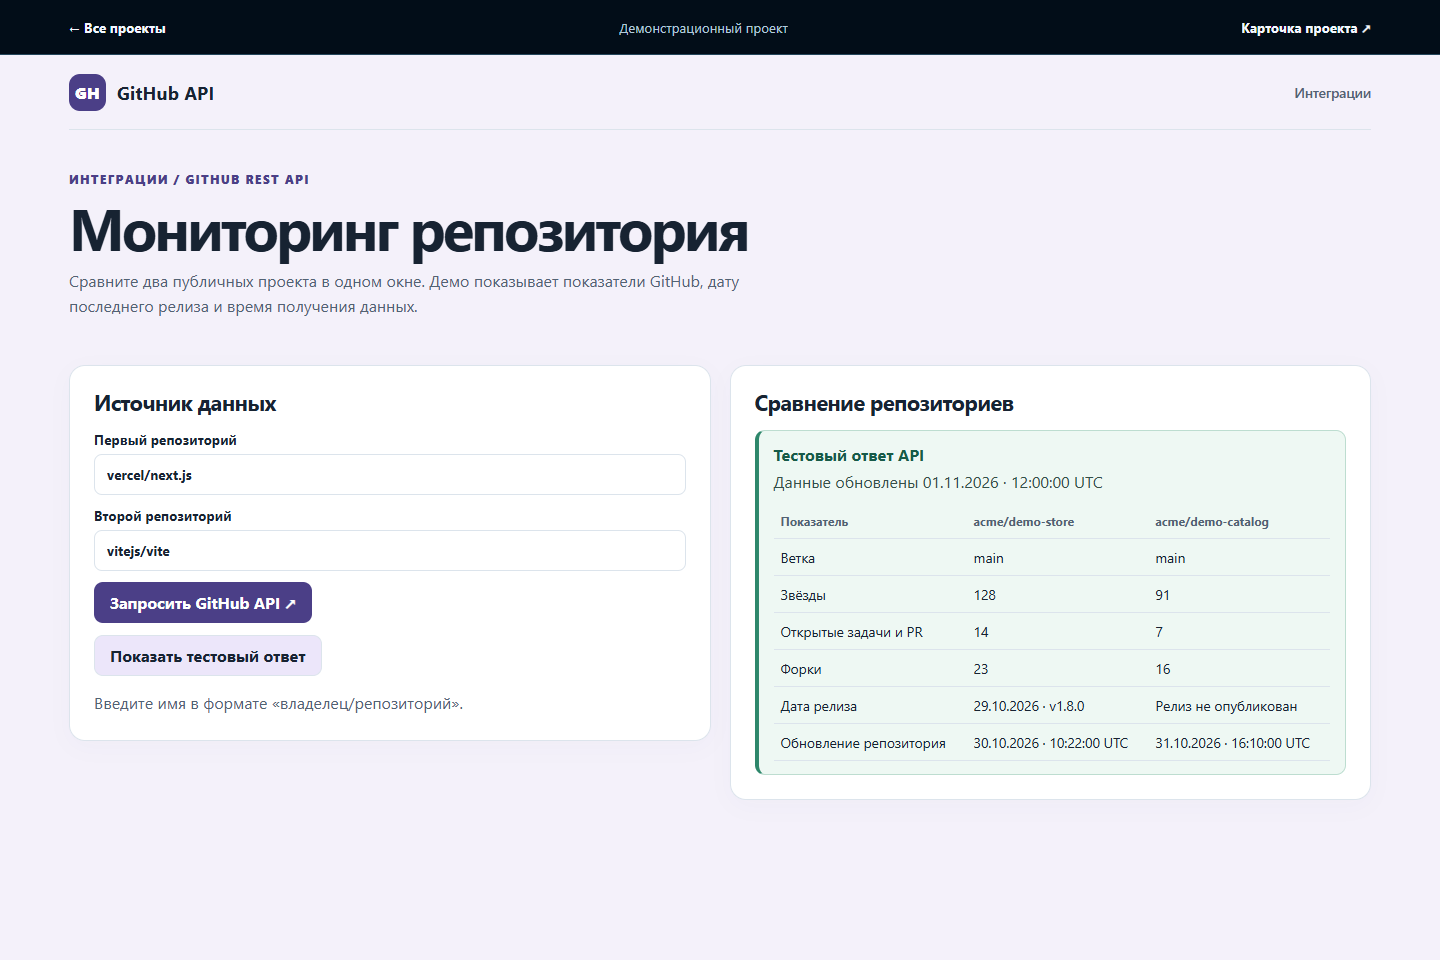 ← Все проекты
Демонстрационный проект
Карточка проекта ↗
GH GitHub API
Интеграции
ИНТЕГРАЦИИ / GITHUB REST API
Мониторинг репозитория
Сравните два публичных проекта в одном окне. Демо показывает показатели GitHub, дату
последнего релиза и время получения данных.
Источник данных
Первый репозиторий
vercel/next.js
Второй репозиторий
vitejs/vite
Запросить GitHub API ↗
Показать тестовый ответ
Введите имя в формате «владелец/репозиторий».
Сравнение репозиториев
Тестовый ответ API
Данные обновлены 01.11.2026 · 12:00:00 UTC
Показатель acme/demo-store acme/demo-catalog
Ветка main main
Звёзды 128 91
Открытые задачи и PR 14 7
Форки 23 16
Дата релиза 29.10.2026 · v1.8.0 Релиз не опубликован
Обновление репозитория 30.10.2026 · 10:22:00 UTC 31.10.2026 · 16:10:00 UTC